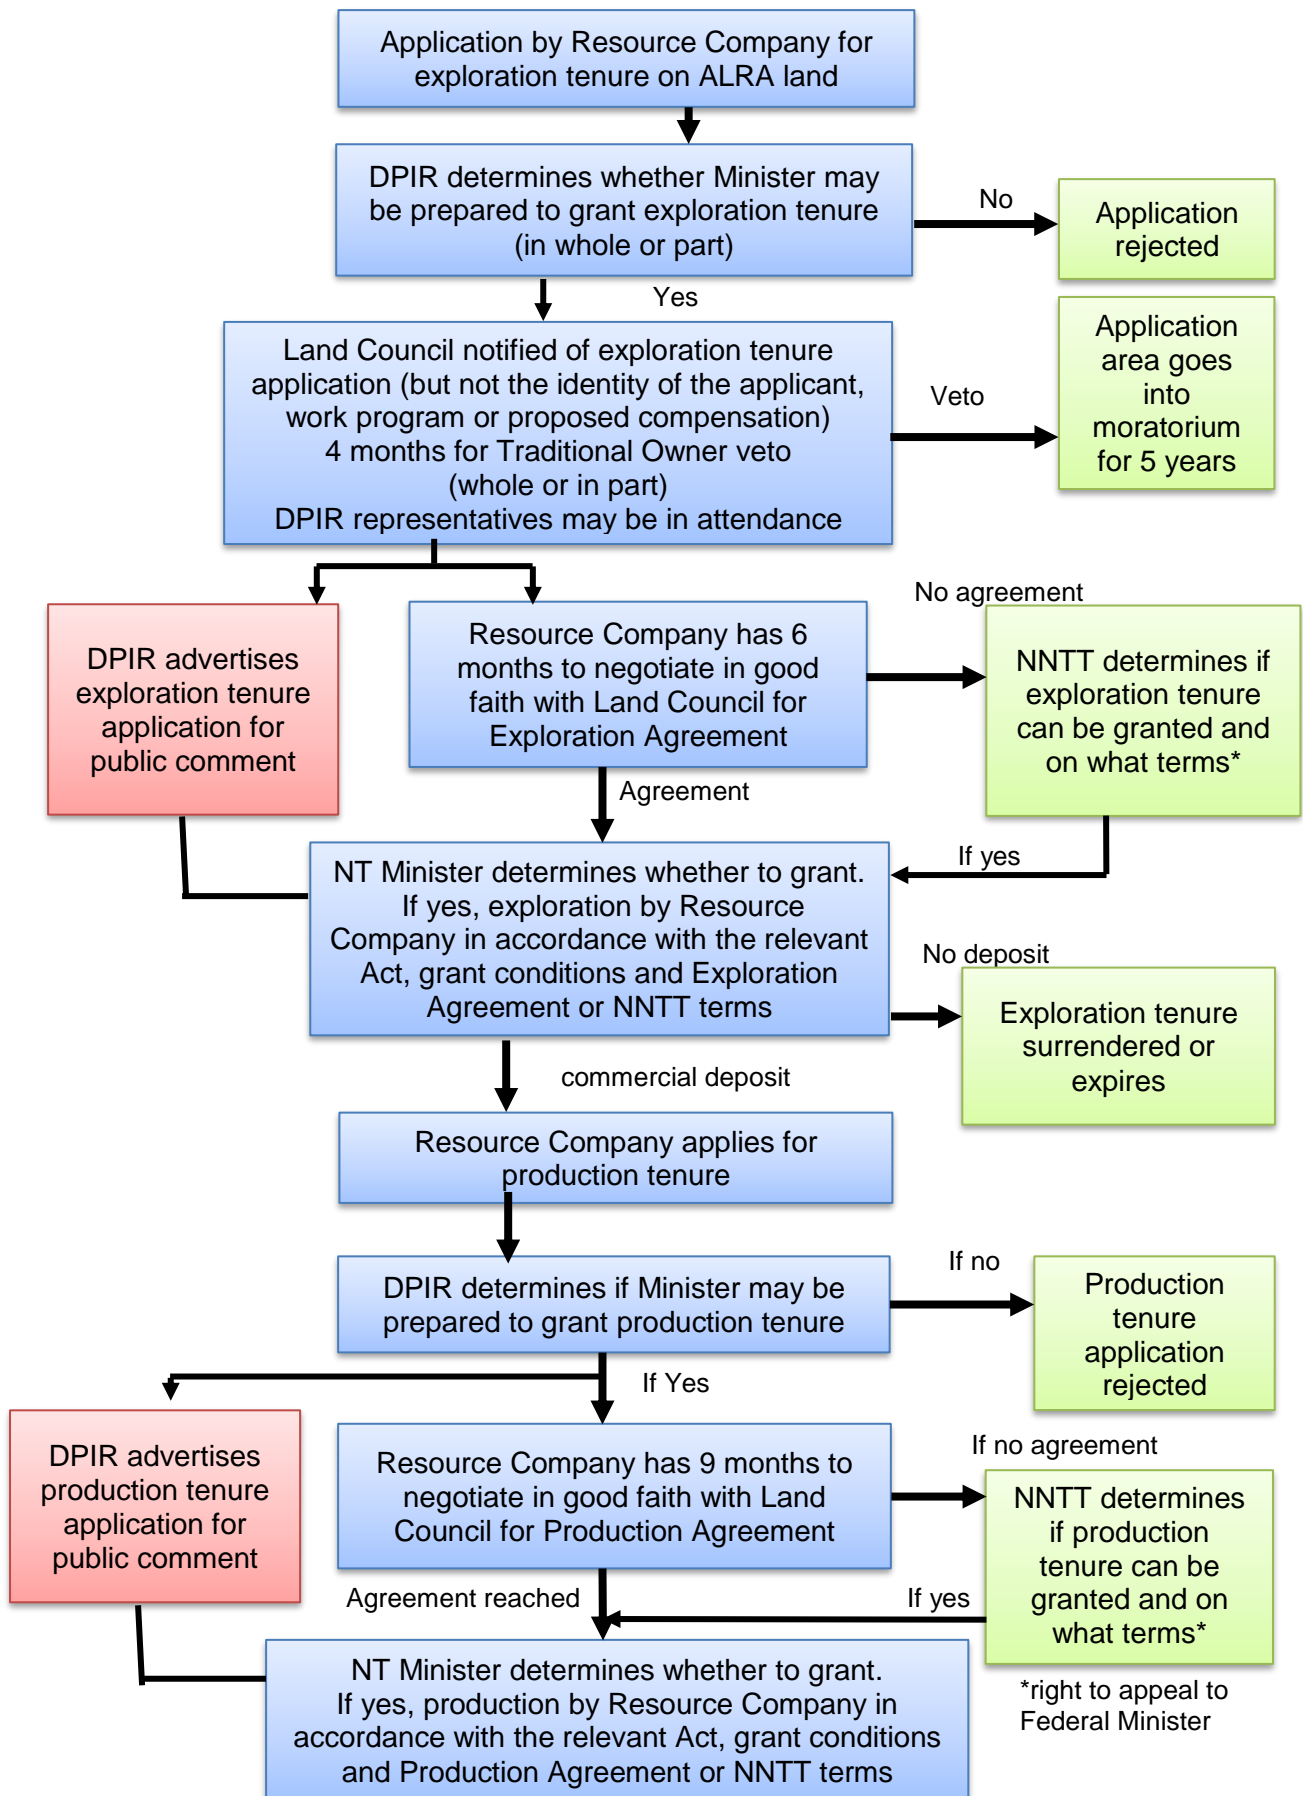 Application by Resource Company for
exploration tenure on ALRA land
DPIR determines whether Minister may
be prepared to grant exploration tenure
(in whole or part)
No
Application
rejected
Yes
Land Council notified of exploration tenure
application (but not the identity of the applicant,
work program or proposed compensation)
4 months for Traditional Owner veto
(whole or in part)
DPIR representatives may be in attendance
Veto
Application
area goes
into
moratorium
for 5 years
DPIR advertises
exploration tenure
application for
public comment
Resource Company has 6
months to negotiate in good
faith with Land Council for
Exploration Agreement
No agreement
NNTT determines if
exploration tenure
can be granted and
on what terms*
Agreement
If yes
NT Minister determines whether to grant.
If yes, exploration by Resource
Company in accordance with the relevant
Act, grant conditions and Exploration
Agreement or NNTT terms
No deposit
Exploration tenure
surrendered or
expires
commercial deposit
Resource Company applies for
production tenure
DPIR determines if Minister may be
prepared to grant production tenure
If no
Production
tenure
application
rejected
If Yes
DPIR advertises
production tenure
application for
public comment
Resource Company has 9 months to
negotiate in good faith with Land
Council for Production Agreement
If no agreement
NNTT determines
if production
tenure can be
granted and on
what terms*
Agreement reached
If yes
NT Minister determines whether to grant.
If yes, production by Resource Company in
accordance with the relevant Act, grant conditions
and Production Agreement or NNTT terms
*right to appeal to
Federal Minister